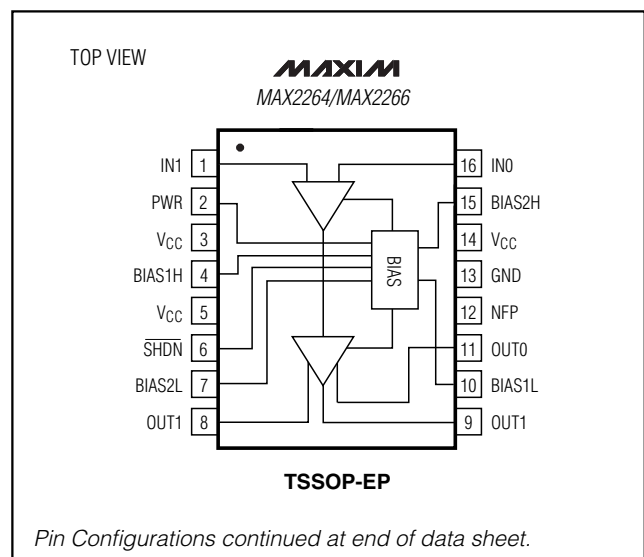 TOP VIEW
MAXIM
MAX2264/MAX2266
IN1 1
PWR 2
VCC 3
BIAS1H 4
VCC 5
SHDN 6
BIAS2L 7
OUT1 8
BIAS
16 IN0
15 BIAS2H
14 VCC
13 GND
12 NFP
11 OUT0
10 BIAS1L
9 OUT1
TSSOP-EP
Pin Configurations continued at end of data sheet.